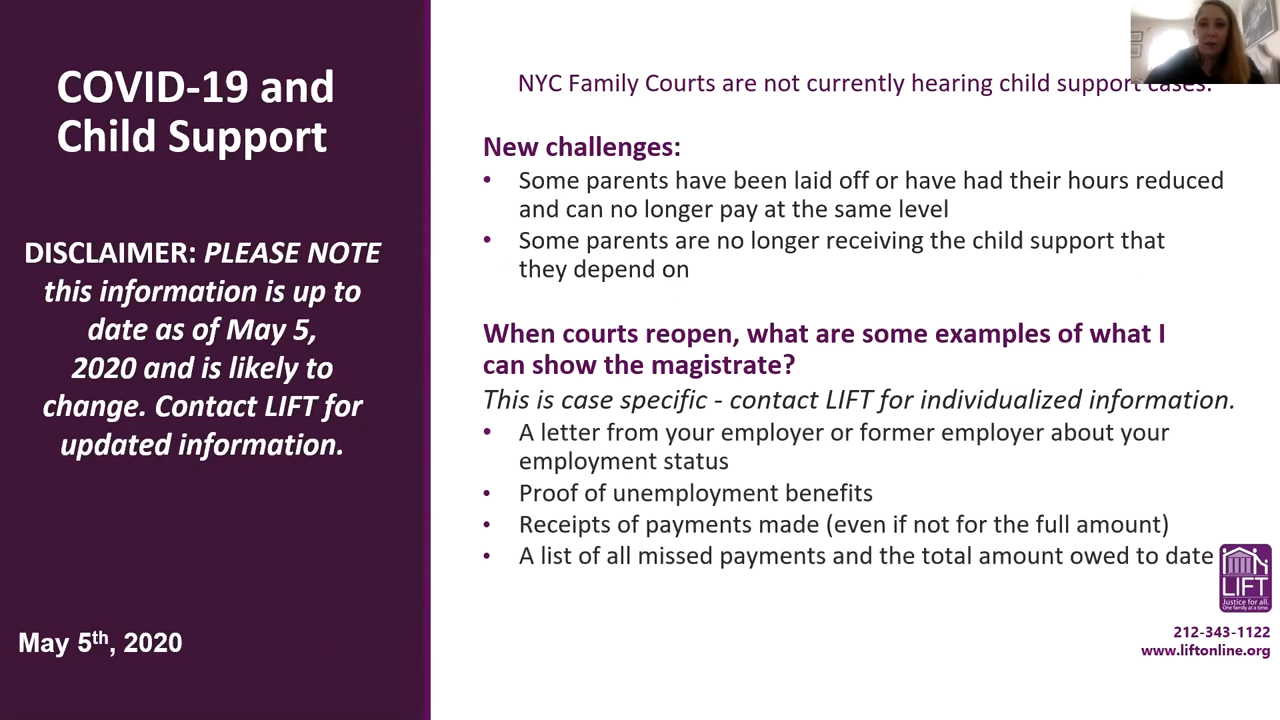 COVID-19 and
Child Support
DISCLAIMER: PLEASE NOTE
this information is up to
date as of May 5,
2020 and is likely to
change. Contact LIFT for
updated information.
May 5th, 2020
NYC Family Courts are not currently hearing child support cases.
New challenges:
• Some parents have been laid off or have had their hours reduced
and can no longer pay at the same level
• Some parents are no longer receiving the child support that
they depend on
When courts reopen, what are some examples of what I
can show the magistrate?
This is case specific - contact LIFT for individualized information.
• A letter from your employer or former employer about your
employment status
• Proof of unemployment benefits
• Receipts of payments made (even if not for the full amount)
• A list of all missed payments and the total amount owed to date
LIFT
Justice for all.
One family at a time.
212-343-1122
www.liftonline.org